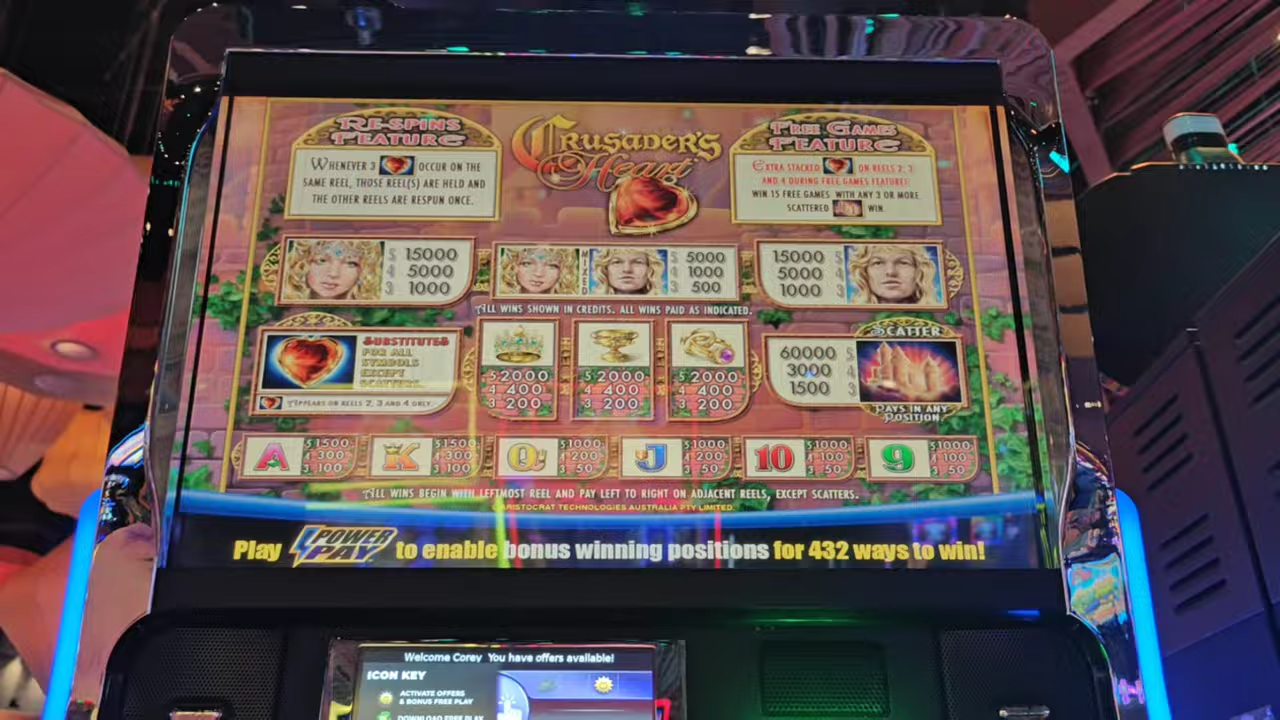 RE-SPINS
FEATURE
WHENEVER 3 OCCUR ON THE
SAME REEL, THOSE REEL(S) ARE HELD AND
THE OTHER REELS ARE RESPUN ONCE.
CRUSADER'S
Heart
FREE GAMES
FEATURE
EXTRA STACKED ON REELS 2, 3
AND 4 DURING FREE GAMES FEATURE!
WIN 15 FREE GAMES WITH ANY 3 OR MORE
SCATTERED WIN.
5 15000
4 5000
3 1000
MIXED
5 5000
4 1000
3 500
15000 5
5000 4
1000 3
ALL WINS SHOWN IN CREDITS. ALL WINS PAID AS INDICATED.
SUBSTITUTES
FOR ALL
SYMBOLS
EXCEPT
SCATTERS.
APPEARS ON REELS 2, 3 AND 4 ONLY.
5 2000
4 400
3 200
5 2000
4 400
3 200
5 2000
4 400
3 200
SCATTER
60000 5
3000 4
1500 3
PAYS IN ANY
POSITION.
A
5 1500
4 300
3 100
K
5 1500
4 300
3 100
Q
5 1000
4 200
3 50
J
5 1000
4 200
3 50
10
5 1000
4 100
3 50
9
5 1000
4 100
3 50
ALL WINS BEGIN WITH LEFTMOST REEL AND PAY LEFT TO RIGHT ON ADJACENT REELS, EXCEPT SCATTERS.
ARISTOCRAT TECHNOLOGIES AUSTRALIA PTY LIMITED.
Play POWER PAY to enable bonus winning positions for 432 ways to win!
Welcome Corey You have offers available!
ICON KEY
ACTIVATE OFFERS
& BONUS FREE PLAY
DOWNLOAD FREE PLAY